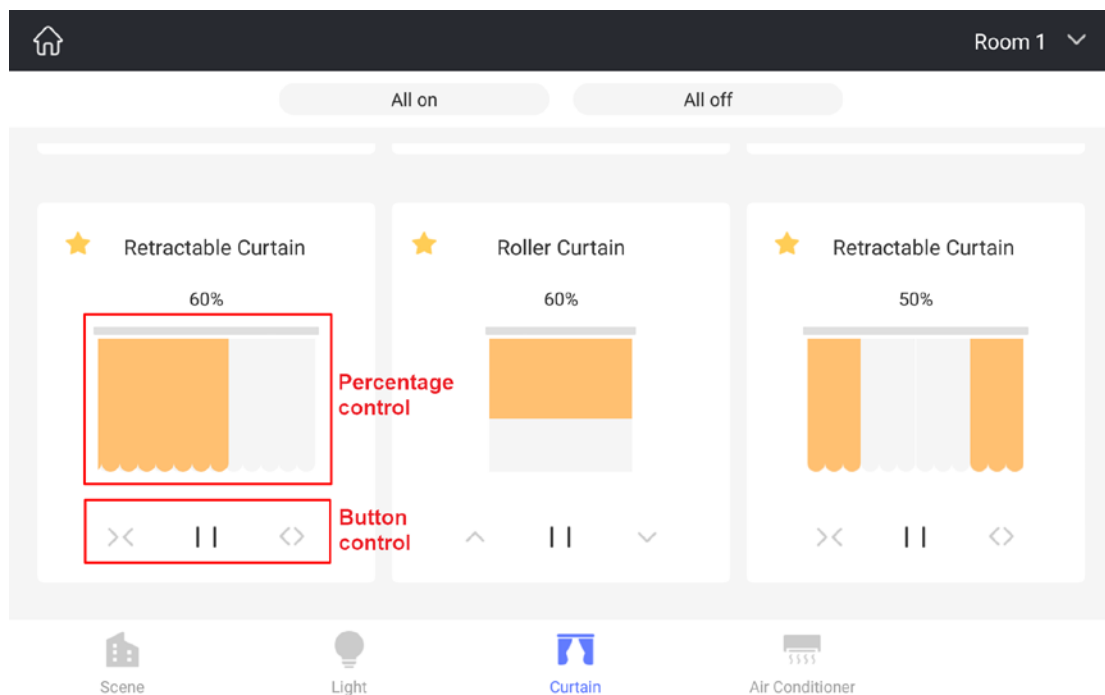 Room 1
All on
All off
Retractable Curtain
Roller Curtain
Retractable Curtain
60%
60%
50%
Percentage
control
Button
control
Scene
Light
Curtain
Air Conditioner